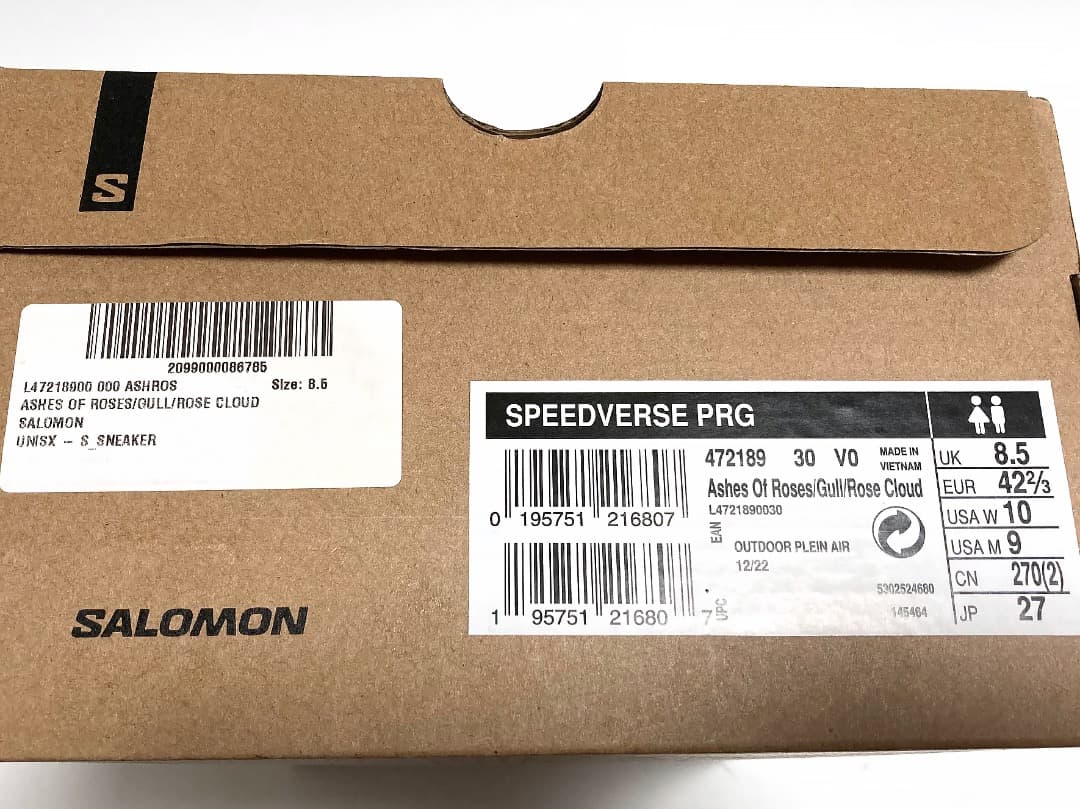 S
2099000086785
L47218900 000 ASHROS Size: 8.5
ASHES OF ROSES/GULL/ROSE CLOUD
SALOMON
UNISX - S_SNEAKER
SALOMON
SPEEDVERSE PRG
472189 30 V0 MADE IN VIETNAM
Ashes Of Roses/Gull/Rose Cloud
L4721890030
0 195751 216807
EAN
OUTDOOR PLEIN AIR
12/22
5302524680
145464
1 95751 21680 7
UPC
UK 8.5
EUR 42⅔
USA W 10
USA M 9
CN 270(2)
JP 27